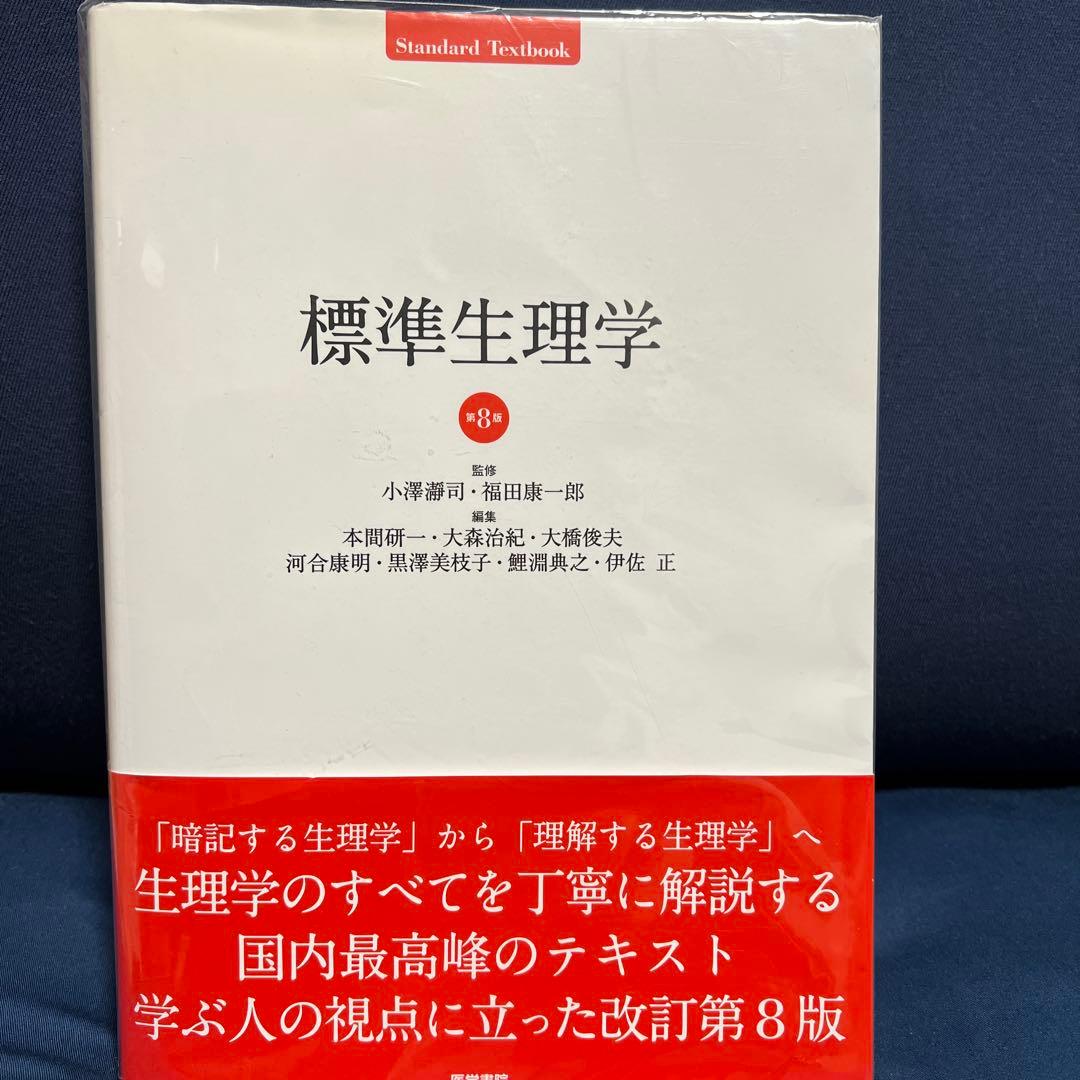 Standard Textbook
標準生理学
第8版
監修
小澤瀞司・福田康一郎
編集
本間研一・大森治紀・大橋俊夫
河合康明・黒澤美枝子・鯉淵典之・伊佐 正
「暗記する生理学」から「理解する生理学」へ
生理学のすべてを丁寧に解説する
国内最高峰のテキスト
学ぶ人の視点に立った改訂第8版
医学書院